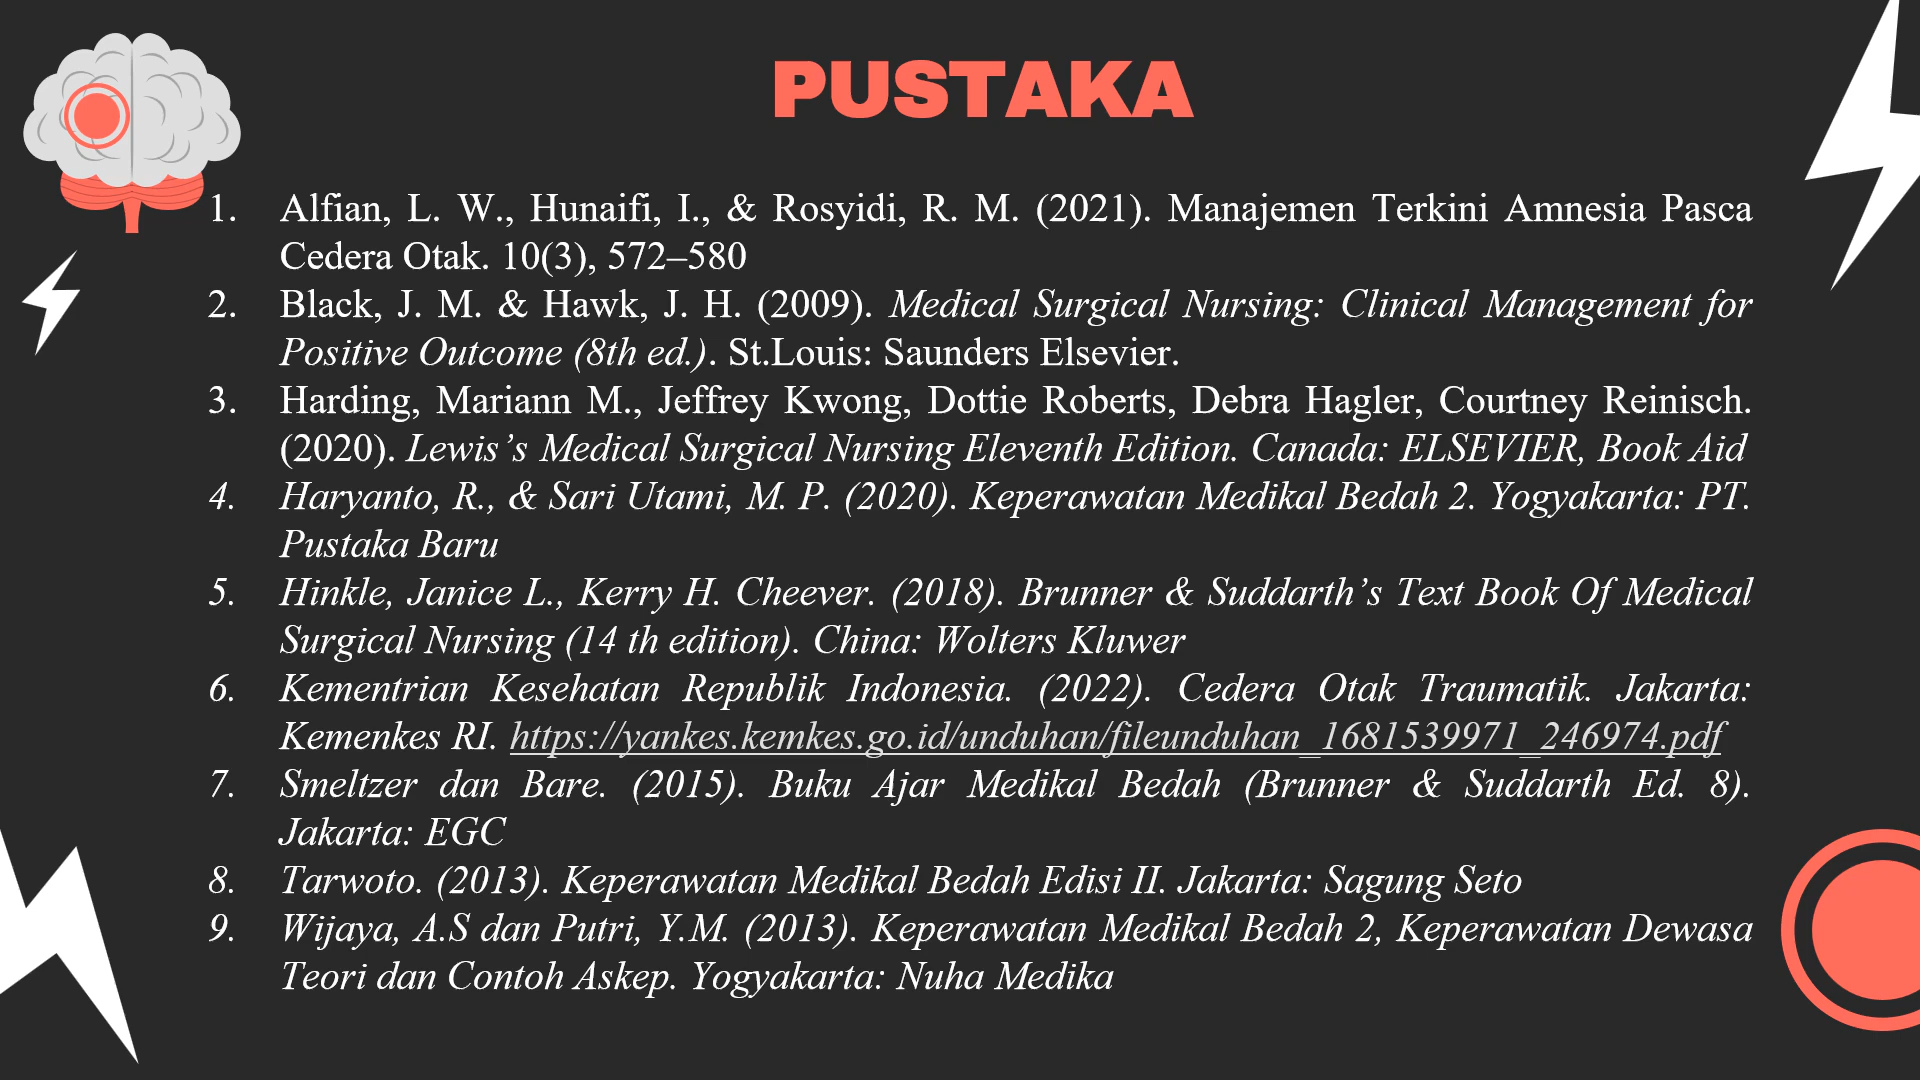 PUSTAKA
1. Alfian, L. W., Hunaifi, I., & Rosyidi, R. M. (2021). Manajemen Terkini Amnesia Pasca
Cedera Otak. 10(3), 572–580
2. Black, J. M. & Hawk, J. H. (2009). Medical Surgical Nursing: Clinical Management for
Positive Outcome (8th ed.). St.Louis: Saunders Elsevier.
3. Harding, Mariann M., Jeffrey Kwong, Dottie Roberts, Debra Hagler, Courtney Reinisch.
(2020). Lewis’s Medical Surgical Nursing Eleventh Edition. Canada: ELSEVIER, Book Aid
4. Haryanto, R., & Sari Utami, M. P. (2020). Keperawatan Medikal Bedah 2. Yogyakarta: PT.
Pustaka Baru
5. Hinkle, Janice L., Kerry H. Cheever. (2018). Brunner & Suddarth’s Text Book Of Medical
Surgical Nursing (14 th edition). China: Wolters Kluwer
6. Kementrian Kesehatan Republik Indonesia. (2022). Cedera Otak Traumatik. Jakarta:
Kemenkes RI. https://yankes.kemkes.go.id/unduhan/fileunduhan_1681539971_246974.pdf
7. Smeltzer dan Bare. (2015). Buku Ajar Medikal Bedah (Brunner & Suddarth Ed. 8).
Jakarta: EGC
8. Tarwoto. (2013). Keperawatan Medikal Bedah Edisi II. Jakarta: Sagung Seto
9. Wijaya, A.S dan Putri, Y.M. (2013). Keperawatan Medikal Bedah 2, Keperawatan Dewasa
Teori dan Contoh Askep. Yogyakarta: Nuha Medika